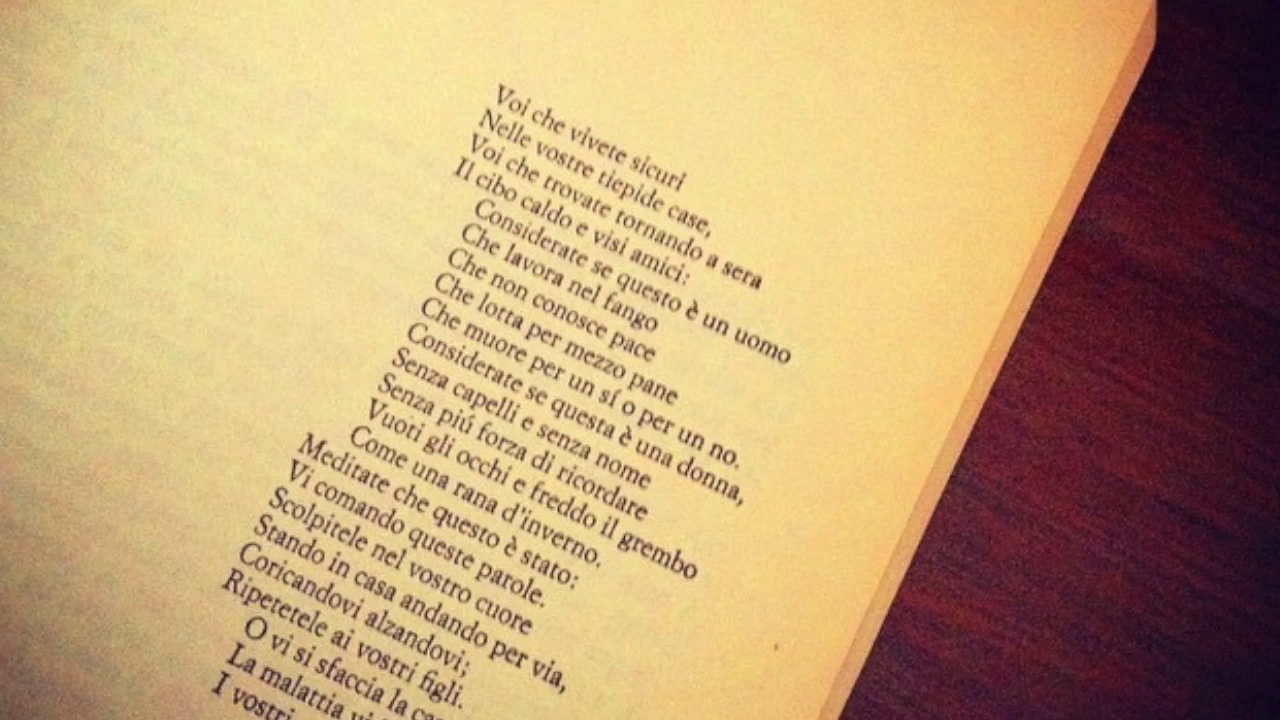 Voi che vivete sicuri
Nelle vostre tiepide case,
Voi che trovate tornando a sera
Il cibo caldo e visi amici:
Considerate se questo è un uomo
Che lavora nel fango
Che non conosce pace
Che lotta per mezzo pane
Che muore per un sí o per un no.
Considerate se questa è una donna,
Senza capelli e senza nome
Senza piú forza di ricordare
Vuoti gli occhi e freddo il grembo
Come una rana d'inverno.
Meditate che questo è stato:
Vi comando queste parole.
Scolpitele nel vostro cuore
Stando in casa andando per via,
Coricandovi alzandovi;
Ripetetele ai vostri figli.
O vi si sfaccia la
La malattia
I vostri